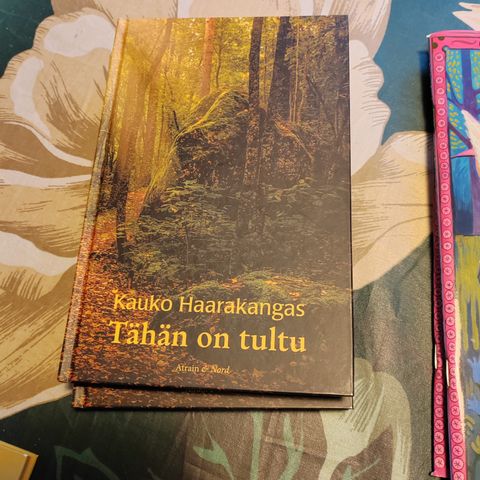 Kauko Haarakangas
Tähän on tultu
Atrain & Nord